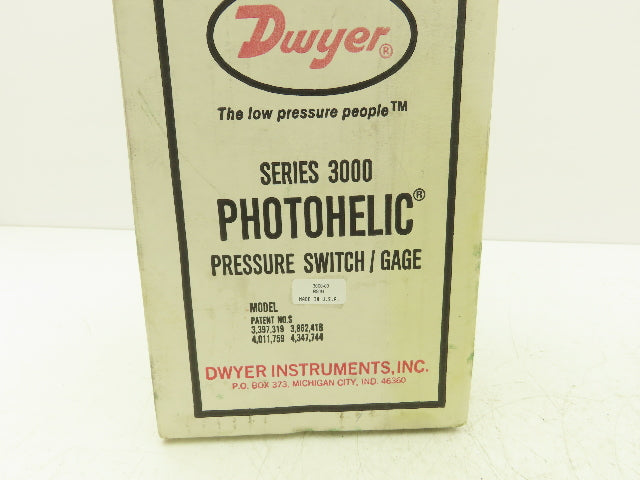 Dwyer®
The low pressure people™
SERIES 3000
PHOTOHELIC®
PRESSURE SWITCH / GAGE
MADE IN U.S.A.
MODEL
PATENT NO.S
3,397,319 3,862,418
4,011,759 4,347,744
DWYER INSTRUMENTS, INC.
P.O. BOX 373, MICHIGAN CITY, IND. 46360